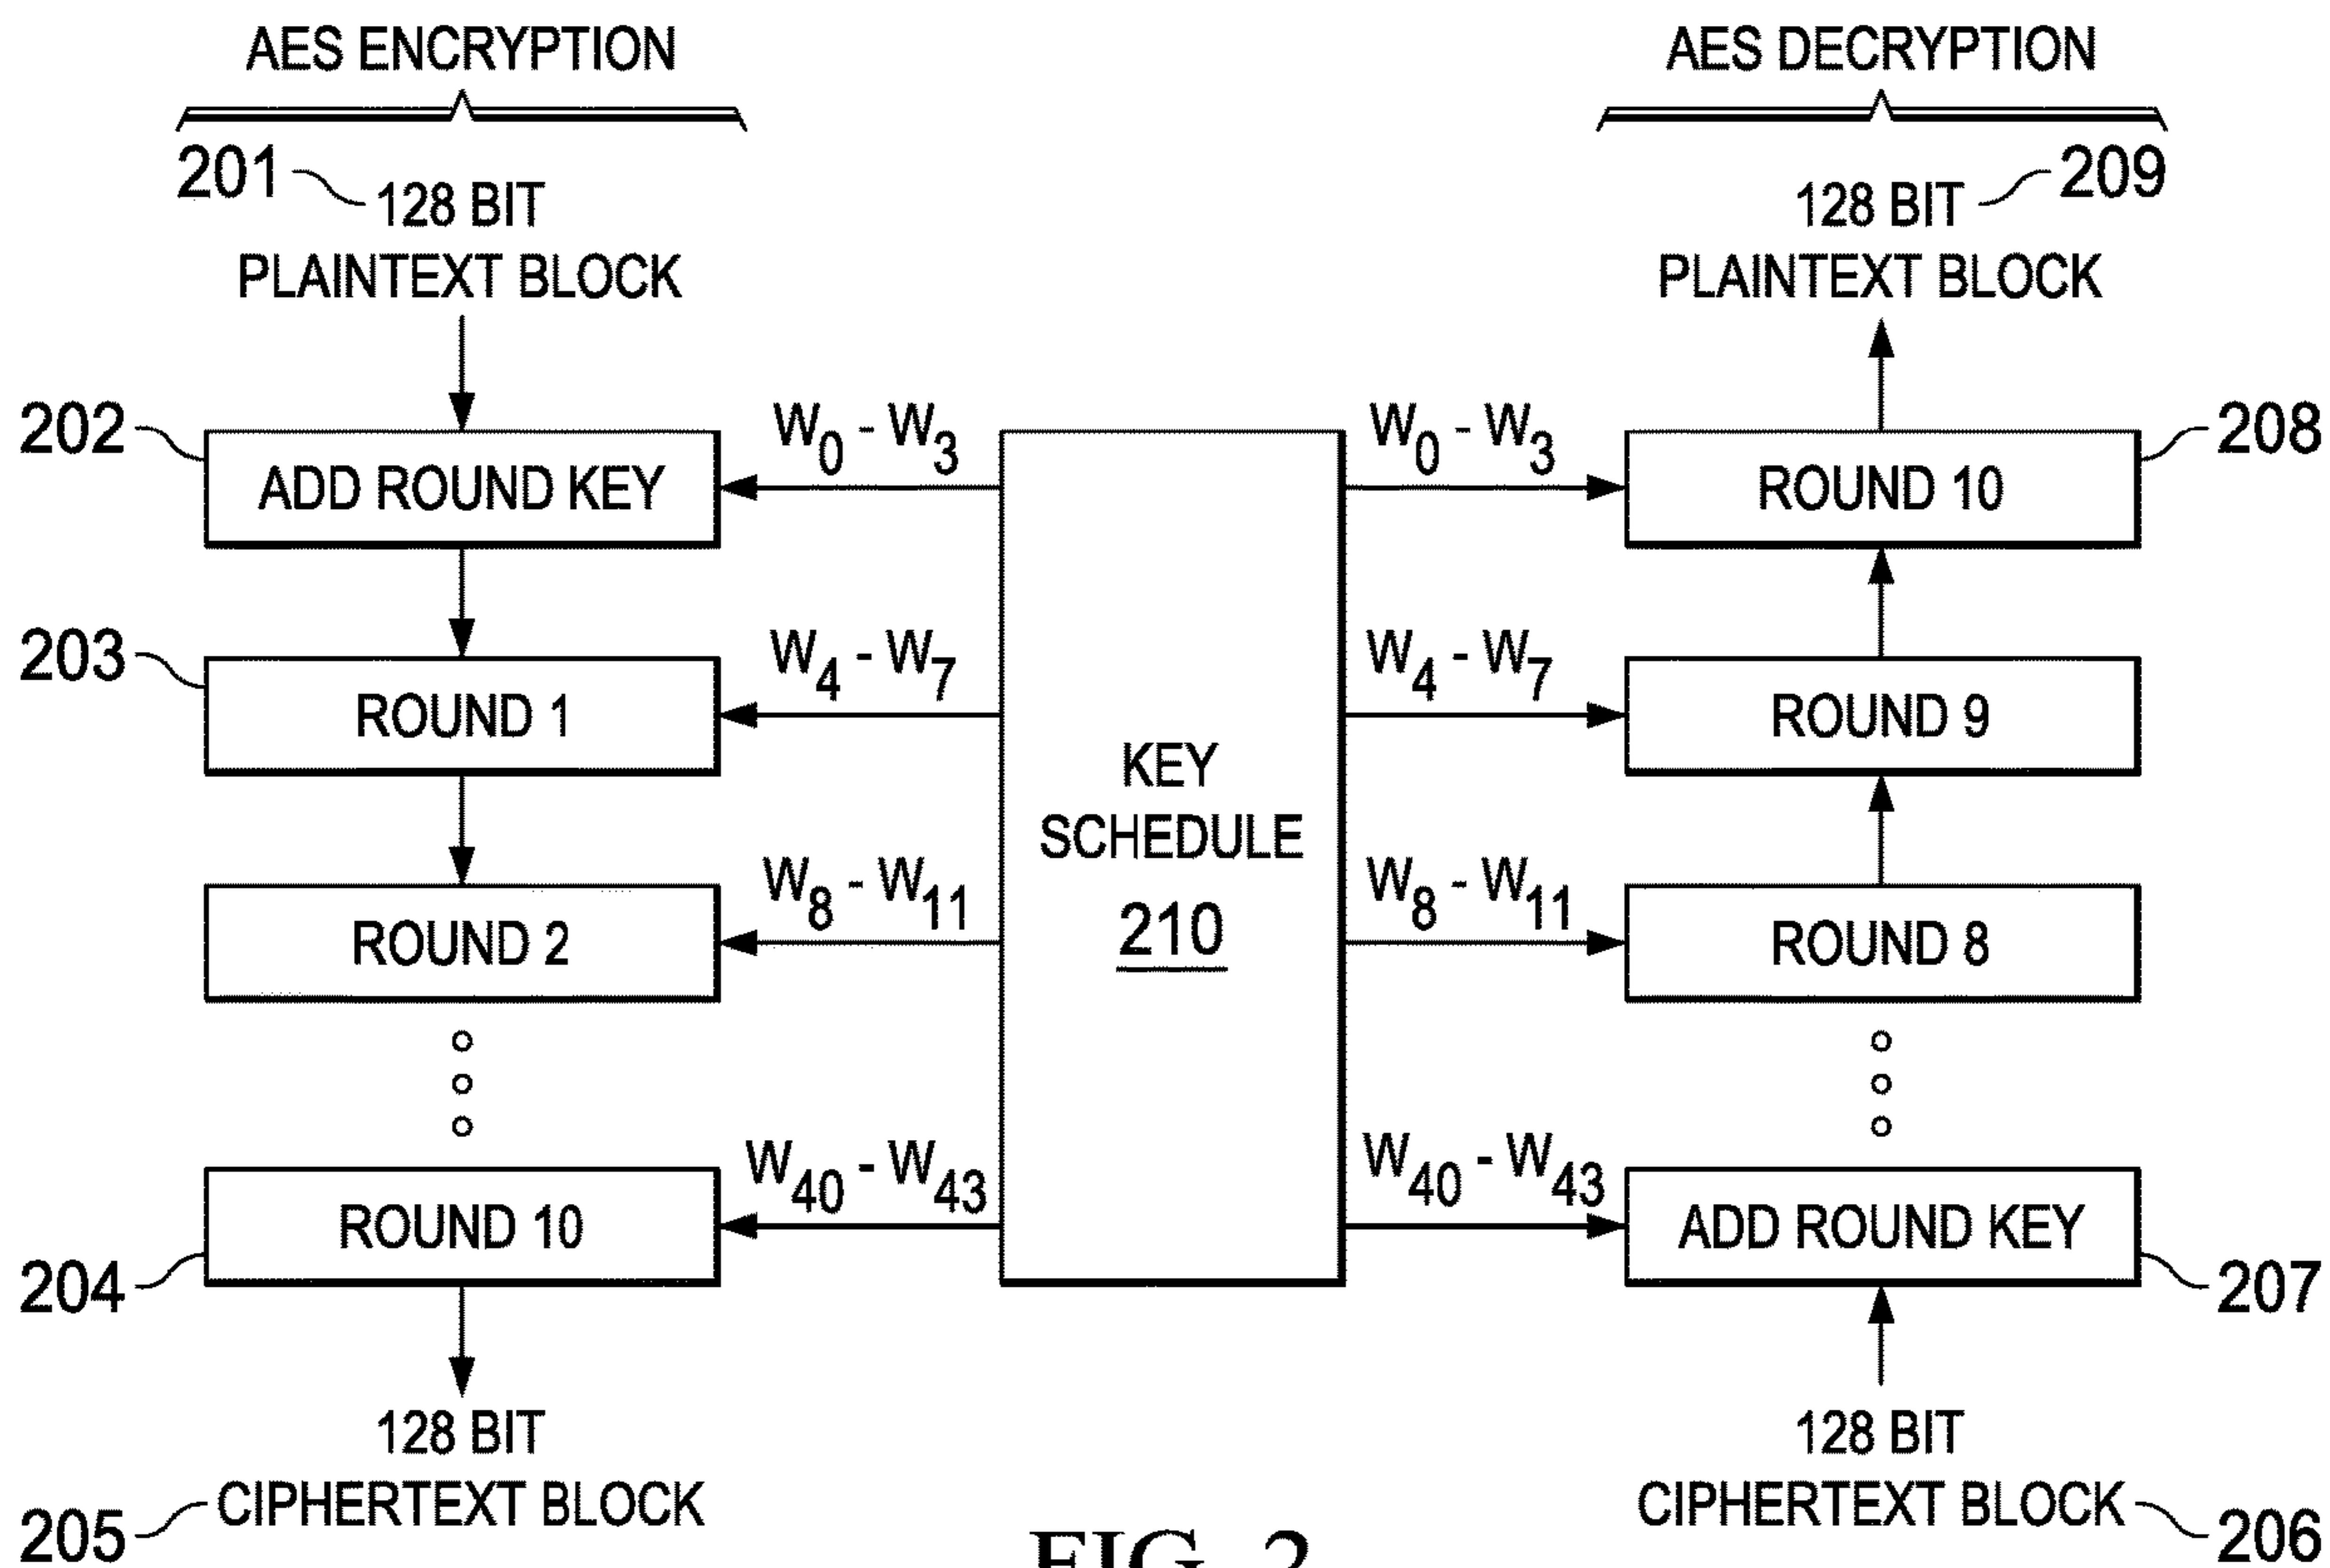 AES ENCRYPTION
AES DECRYPTION
201
128 BIT
PLAINTEXT BLOCK
128 BIT
209
PLAINTEXT BLOCK
202
ADD ROUND KEY
W0 - W3
W0 - W3
ROUND 10
208
203
ROUND 1
W4 - W7
W4 - W7
ROUND 9
KEY
SCHEDULE
210
ROUND 2
W8 - W11
W8 - W11
ROUND 8
204
ROUND 10
W40 - W43
W40 - W43
ADD ROUND KEY
207
128 BIT
CIPHERTEXT BLOCK
205
128 BIT
CIPHERTEXT BLOCK
206
FIG. 2